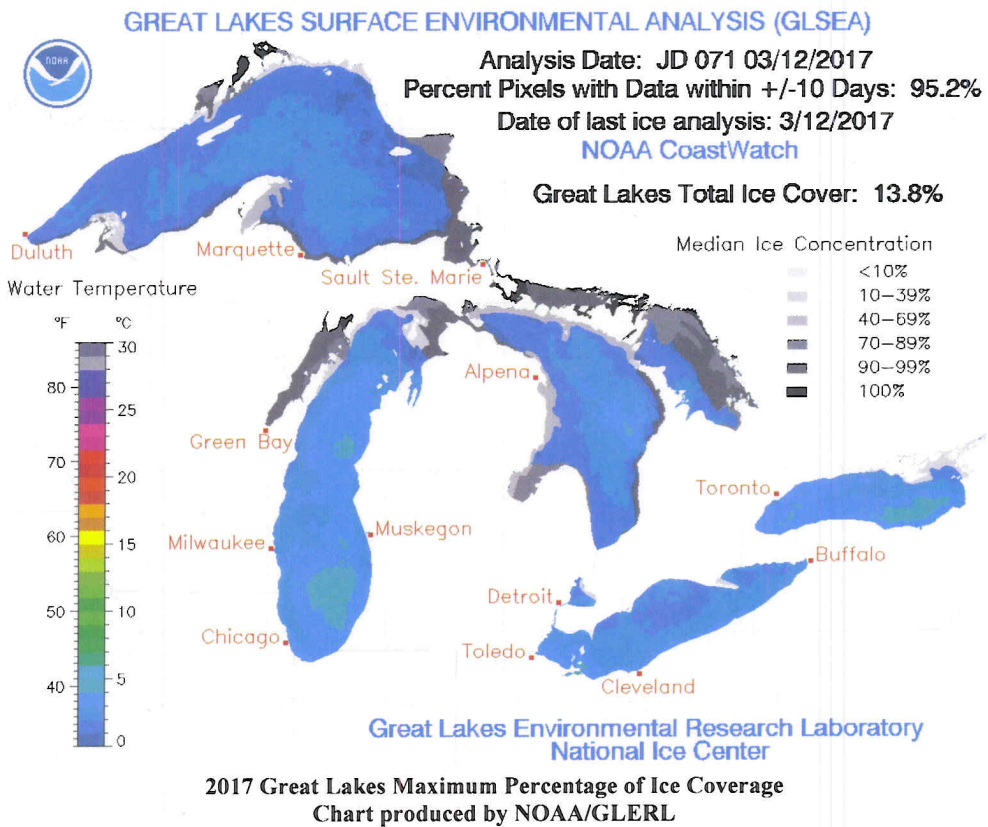 GREAT LAKES SURFACE ENVIRONMENTAL ANALYSIS (GLSEA)
NOAA
Analysis Date: JD 071 03/12/2017
Percent Pixels with Data within +/-10 Days: 95.2%
Date of last ice analysis: 3/12/2017
NOAA CoastWatch
Great Lakes Total Ice Cover: 13.8%
Median Ice Concentration
<10%
10-39%
40-69%
70-89%
90-99%
100%
Duluth
Marquette
Sault Ste. Marie
Water Temperature
°F °C
30
80
25
70
20
60
15
50
10
40
5
0
Alpena
Green Bay
Toronto
Muskegon
Milwaukee
Buffalo
Detroit
Chicago
Toledo
Cleveland
Great Lakes Environmental Research Laboratory
National Ice Center
2017 Great Lakes Maximum Percentage of Ice Coverage
Chart produced by NOAA/GLERL